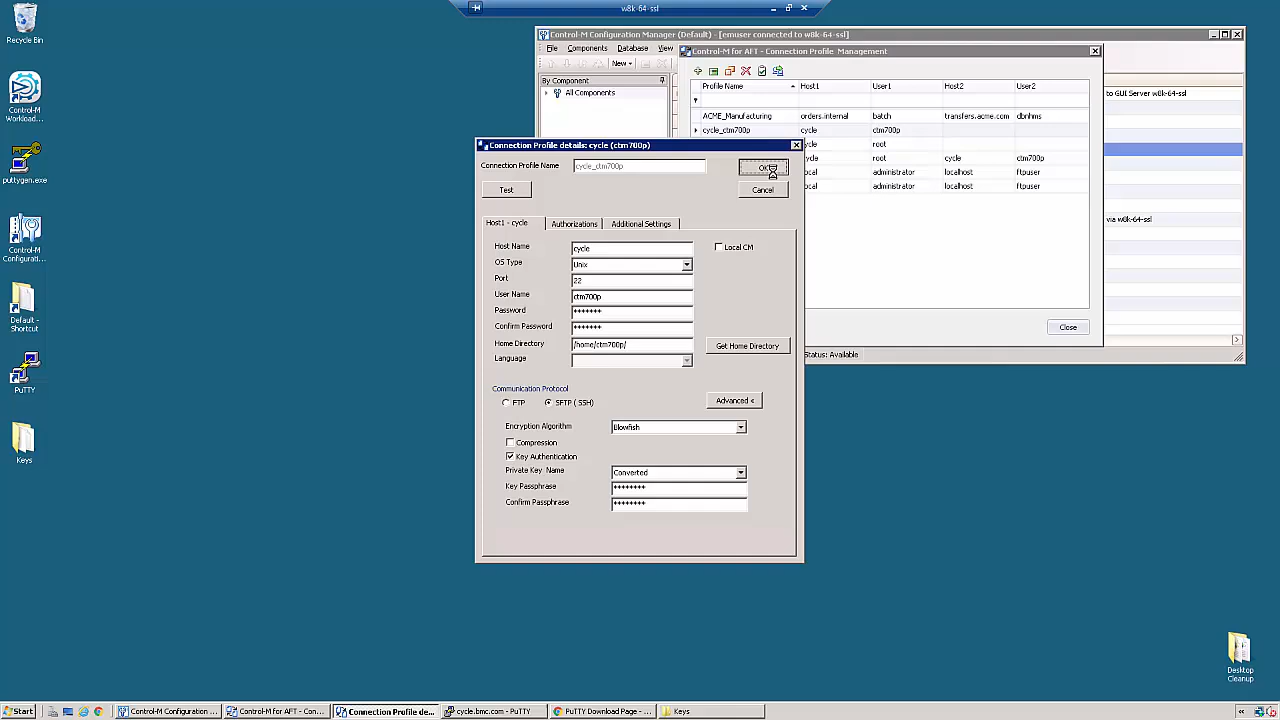 w8k-64-ssl
Recycle Bin
Control-M Workload...
puttygen.exe
Control-M Configurati...
Default - Shortcut
PuTTY
Keys
Desktop Cleanup
Control-M Configuration Manager (Default) - [emuser connected to w8k-64-ssl]
File Components Database View
New
By Component
All Components
to GUI Server w8k-64-ssl
via w8k-64-ssl
Status: Available
Control-M for AFT - Connection Profile Management
Profile Name Host1 User1 Host2 User2
ACME_Manufacturing orders.internal batch transfers.acme.com dbnhms
cycle_ctm700p cycle ctm700p
ycle root
ycle root cycle ctm700p
ocal administrator localhost ftpuser
ocal administrator localhost ftpuser
Close
Connection Profile details: cycle (ctm700p)
Connection Profile Name cycle_ctm700p OK
Test Cancel
Host1 - cycle Authorizations Additional Settings
Host Name cycle Local CM
OS Type Unix
Port 22
User Name ctm700p
Password *******
Confirm Password *******
Home Directory /home/ctm700p/ Get Home Directory
Language
Communication Protocol
FTP SFTP ( SSH) Advanced <
Encryption Algorithm Blowfish
Compression
Key Authentication
Private Key Name Converted
Key Passphrase ********
Confirm Passphrase ********
Start Control-M Configuration ... Control-M for AFT - Con... Connection Profile de... cycle.bmc.com - PuTTY PuTTY Download Page - ... Keys «